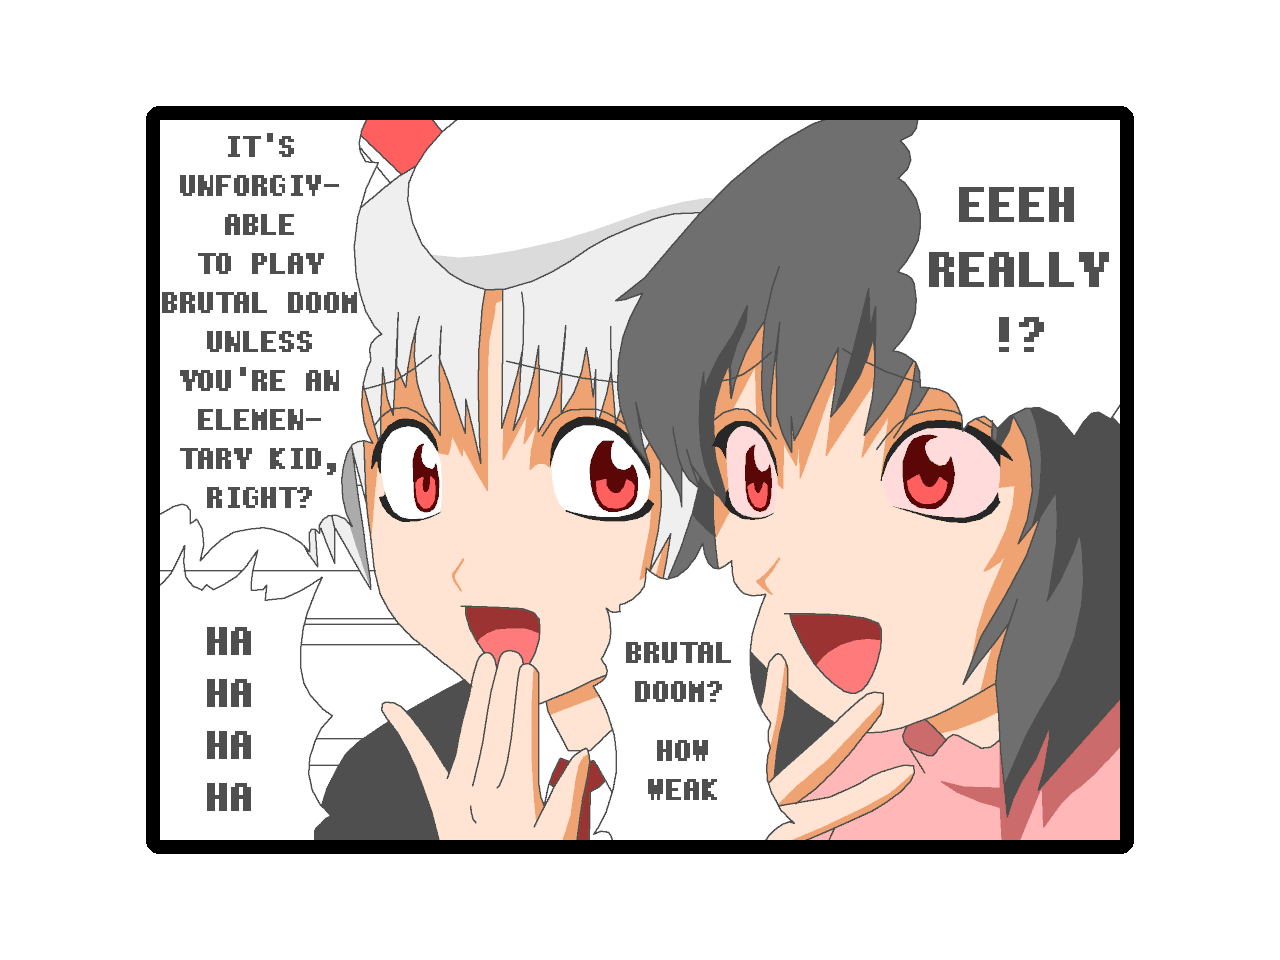 IT'S
UNFORGIV-
ABLE
TO PLAY
BRUTAL DOOM
UNLESS
YOU'RE AN
ELEMEN-
TARY KID,
RIGHT?
EEEH
REALLY
!?
HA
HA
HA
HA
BRUTAL
DOOM?
HOW
WEAK